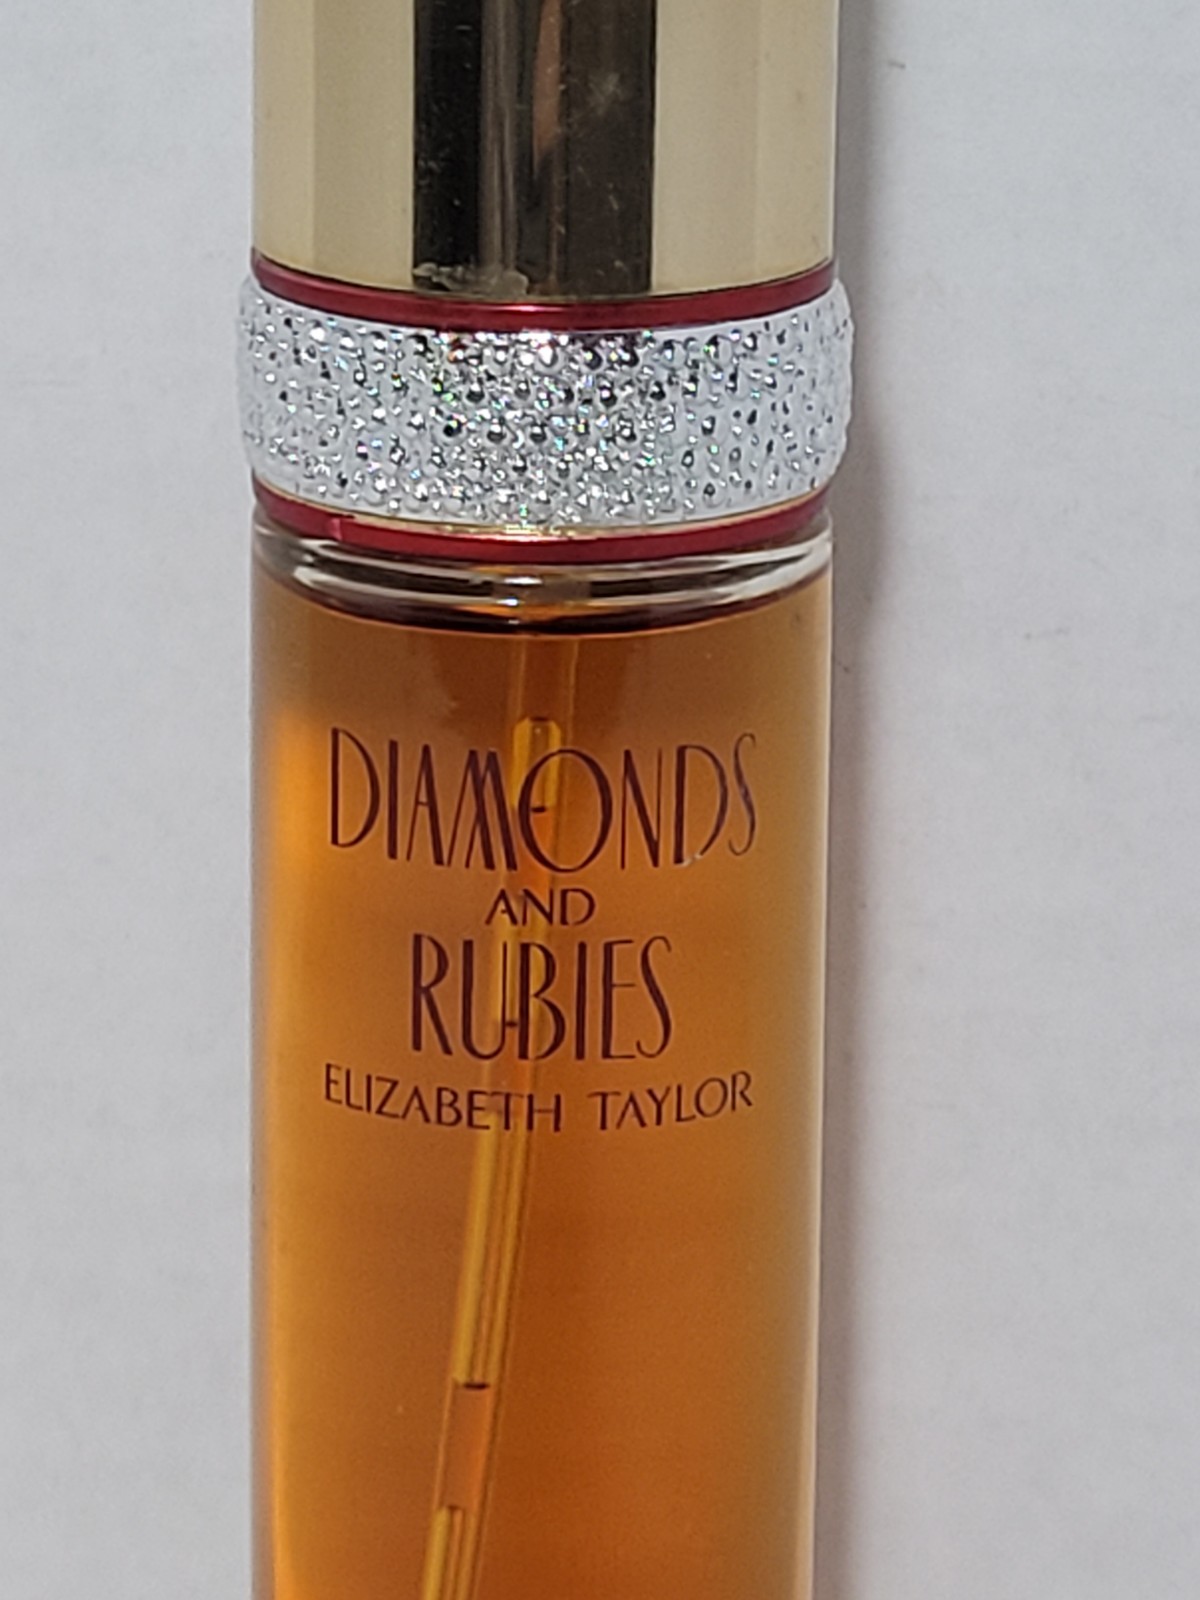 DIAMONDS
AND
RUBIES
ELIZABETH TAYLOR